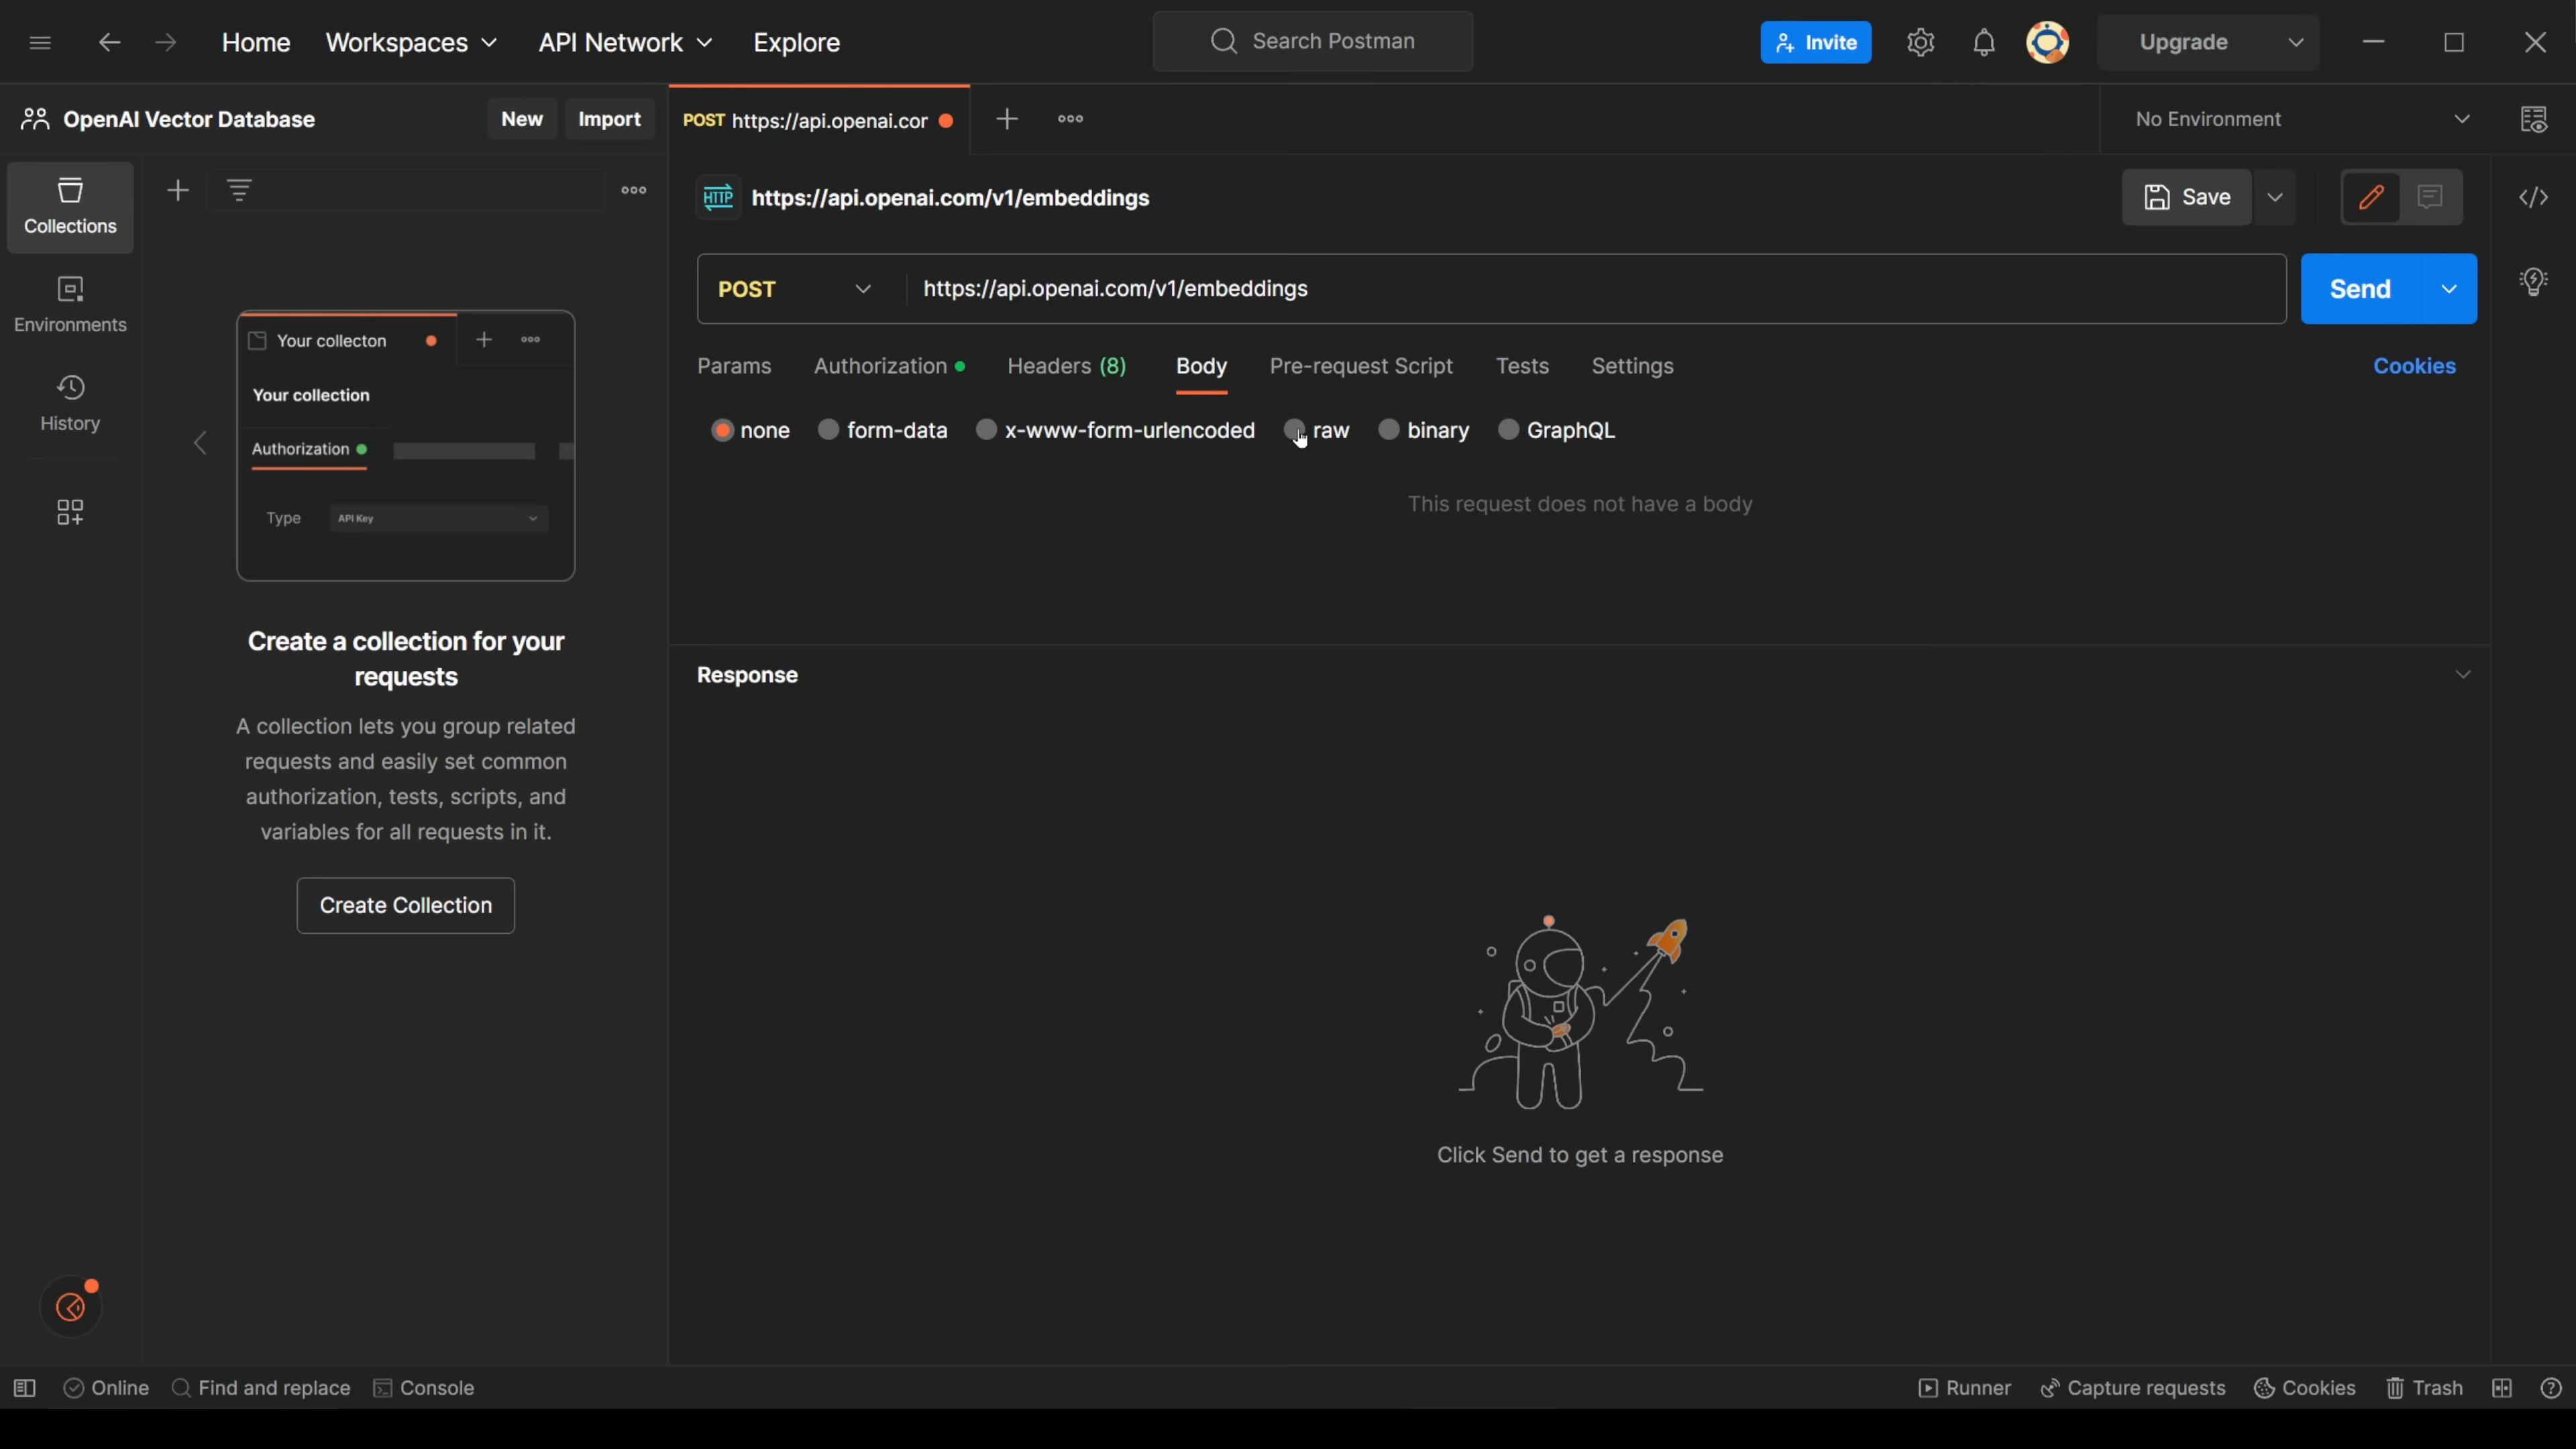 Home Workspaces API Network Explore Search Postman Invite Upgrade
OpenAI Vector Database New Import
POST https://api.openai.cor
No Environment
Collections
Environments
History
Your collecton
Your collection
Authorization
Type API Key
Create a collection for your
requests
A collection lets you group related
requests and easily set common
authorization, tests, scripts, and
variables for all requests in it.
Create Collection
HTTP https://api.openai.com/v1/embeddings
Save
POST https://api.openai.com/v1/embeddings
Send
Params Authorization Headers (8) Body Pre-request Script Tests Settings Cookies
none form-data x-www-form-urlencoded raw binary GraphQL
This request does not have a body
Response
Click Send to get a response
Online Find and replace Console Runner Capture requests Cookies Trash